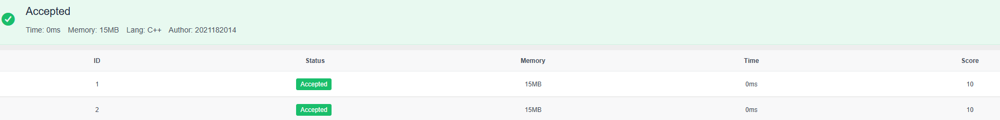 Accepted
Time: 0ms Memory: 15MB Lang: C++ Author: 2021182014
ID Status Memory Time Score
1 Accepted 15MB 0ms 10
2 Accepted 15MB 0ms 10